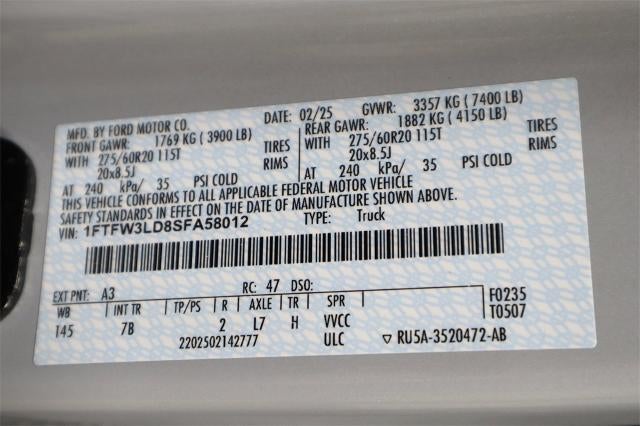 MFD. BY FORD MOTOR CO. DATE: 02/25 GVWR: 3357 KG ( 7400 LB)
FRONT GAWR: 1769 KG ( 3900 LB) REAR GAWR: 1882 KG ( 4150 LB)
WITH 275/60R20 115T TIRES WITH 275/60R20 115T TIRES
20x8.5J RIMS 20x8.5J RIMS
AT 240 kPa/ 35 PSI COLD AT 240 kPa/ 35 PSI COLD
THIS VEHICLE CONFORMS TO ALL APPLICABLE FEDERAL MOTOR VEHICLE
SAFETY STANDARDS IN EFFECT ON THE DATE OF MANUFACTURE SHOWN ABOVE.
VIN: 1FTFW3LD8SFA58012 TYPE: Truck
EXT PNT: A3 RC: 47 DSO:
WB INT TR TP/PS R AXLE TR SPR F0235
145 7B 2 L7 H VVCC T0507
2202502142777 ULC ▽ RU5A-3520472-AB